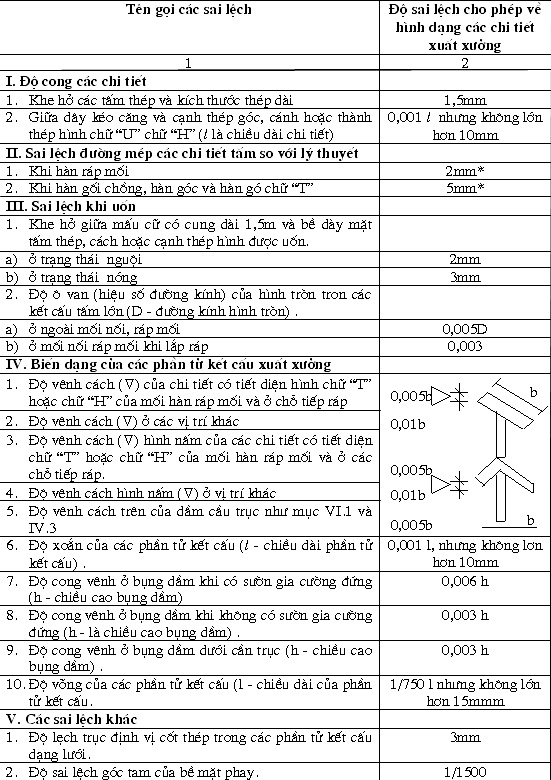 Tên gọi các sai lệch
Độ sai lệch cho phép về
hình dạng các chi tiết
xuất xưởng
1
2
I. Độ cong các chi tiết
1. Khe hở các tấm thép và kích thước thép dài
1,5mm
2. Giữa dây kéo căng và cạnh thép góc, cánh hoặc thành
thép hình chữ “U” chữ “H” (l là chiều dài chi tiết)
0,001 l nhưng không lớn
hơn 10mm
II. Sai lệch đường mép các chi tiết tấm so với lý thuyết
1. Khi hàn ráp mối
2mm*
2. Khi hàn gối chồng, hàn góc và hàn gó chữ “T”
5mm*
III. Sai lệch khi uốn
1. Khe hở giữa mấu cữ có cung dài 1,5m và bề dày mặt
tấm thép, cách hoặc cạnh thép hình được uốn.
a) ở trạng thái nguội
2mm
b) ở trạng thái nóng
3mm
2. Độ ô van (hiệu số đường kính) của hình tròn tron các
kết cấu tấm lớn (D - đường kính hình tròn) .
a) ở ngoài mối nối, ráp mối
0,005D
b) ở mối nối ráp mối khi lắp ráp
0,003
IV. Biến dạng của các phần tử kết cấu xuất xưởng
1. Độ vênh cách (∇) của chi tiết có tiết diện hình chữ “T”
hoặc chữ “H” của mối hàn ráp mối và ở chỗ tiếp ráp
0,005b
b
2. Độ vênh cách (∇) ở các vị trí khác
0,01b
3. Độ vênh cách (∇) hình nấm của các chi tiết có tiết diện
chữ “T” hoặc chữ “H” của mối hàn ráp mối và ở các
chỗ tiếp ráp.
0,005b
4. Độ vênh cách hình nấm (∇) ở vị trí khác
0,01b
5. Độ vênh cách trên của dầm cầu trục như mục VI.1 và
IV.3
0,005b
b
6. Độ xoắn của các phần tử kết cấu (l - chiều dài phần tử
kết cấu) .
0,001 l, nhưng không lơn
hơn 10mm
7. Độ cong vênh ở bụng dầm khi có sườn gia cường đứng
(h - chiều cao bụng dầm)
0,006 h
8. Độ cong vênh ở bụng dầm khi không có sườn gia cường
đứng (h - là chiều cao bụng dầm) .
0,003 h
9. Độ cong vênh ở bụng dầm dưới cần trục (h - chiều cao
bụng dầm) .
0,003 h
10. Độ võng của các phần tử kết cấu (l - chiều dài của phần
tử kết cấu.
1/750 l nhưng không lớn
hơn 15mmm
V. Các sai lệch khác
1. Độ lệch trục định vị cốt thép trong các phần tử kết cấu
dạng lưới.
3mm
2. Độ sai lệch góc tam của bề mặt phay.
1/1500